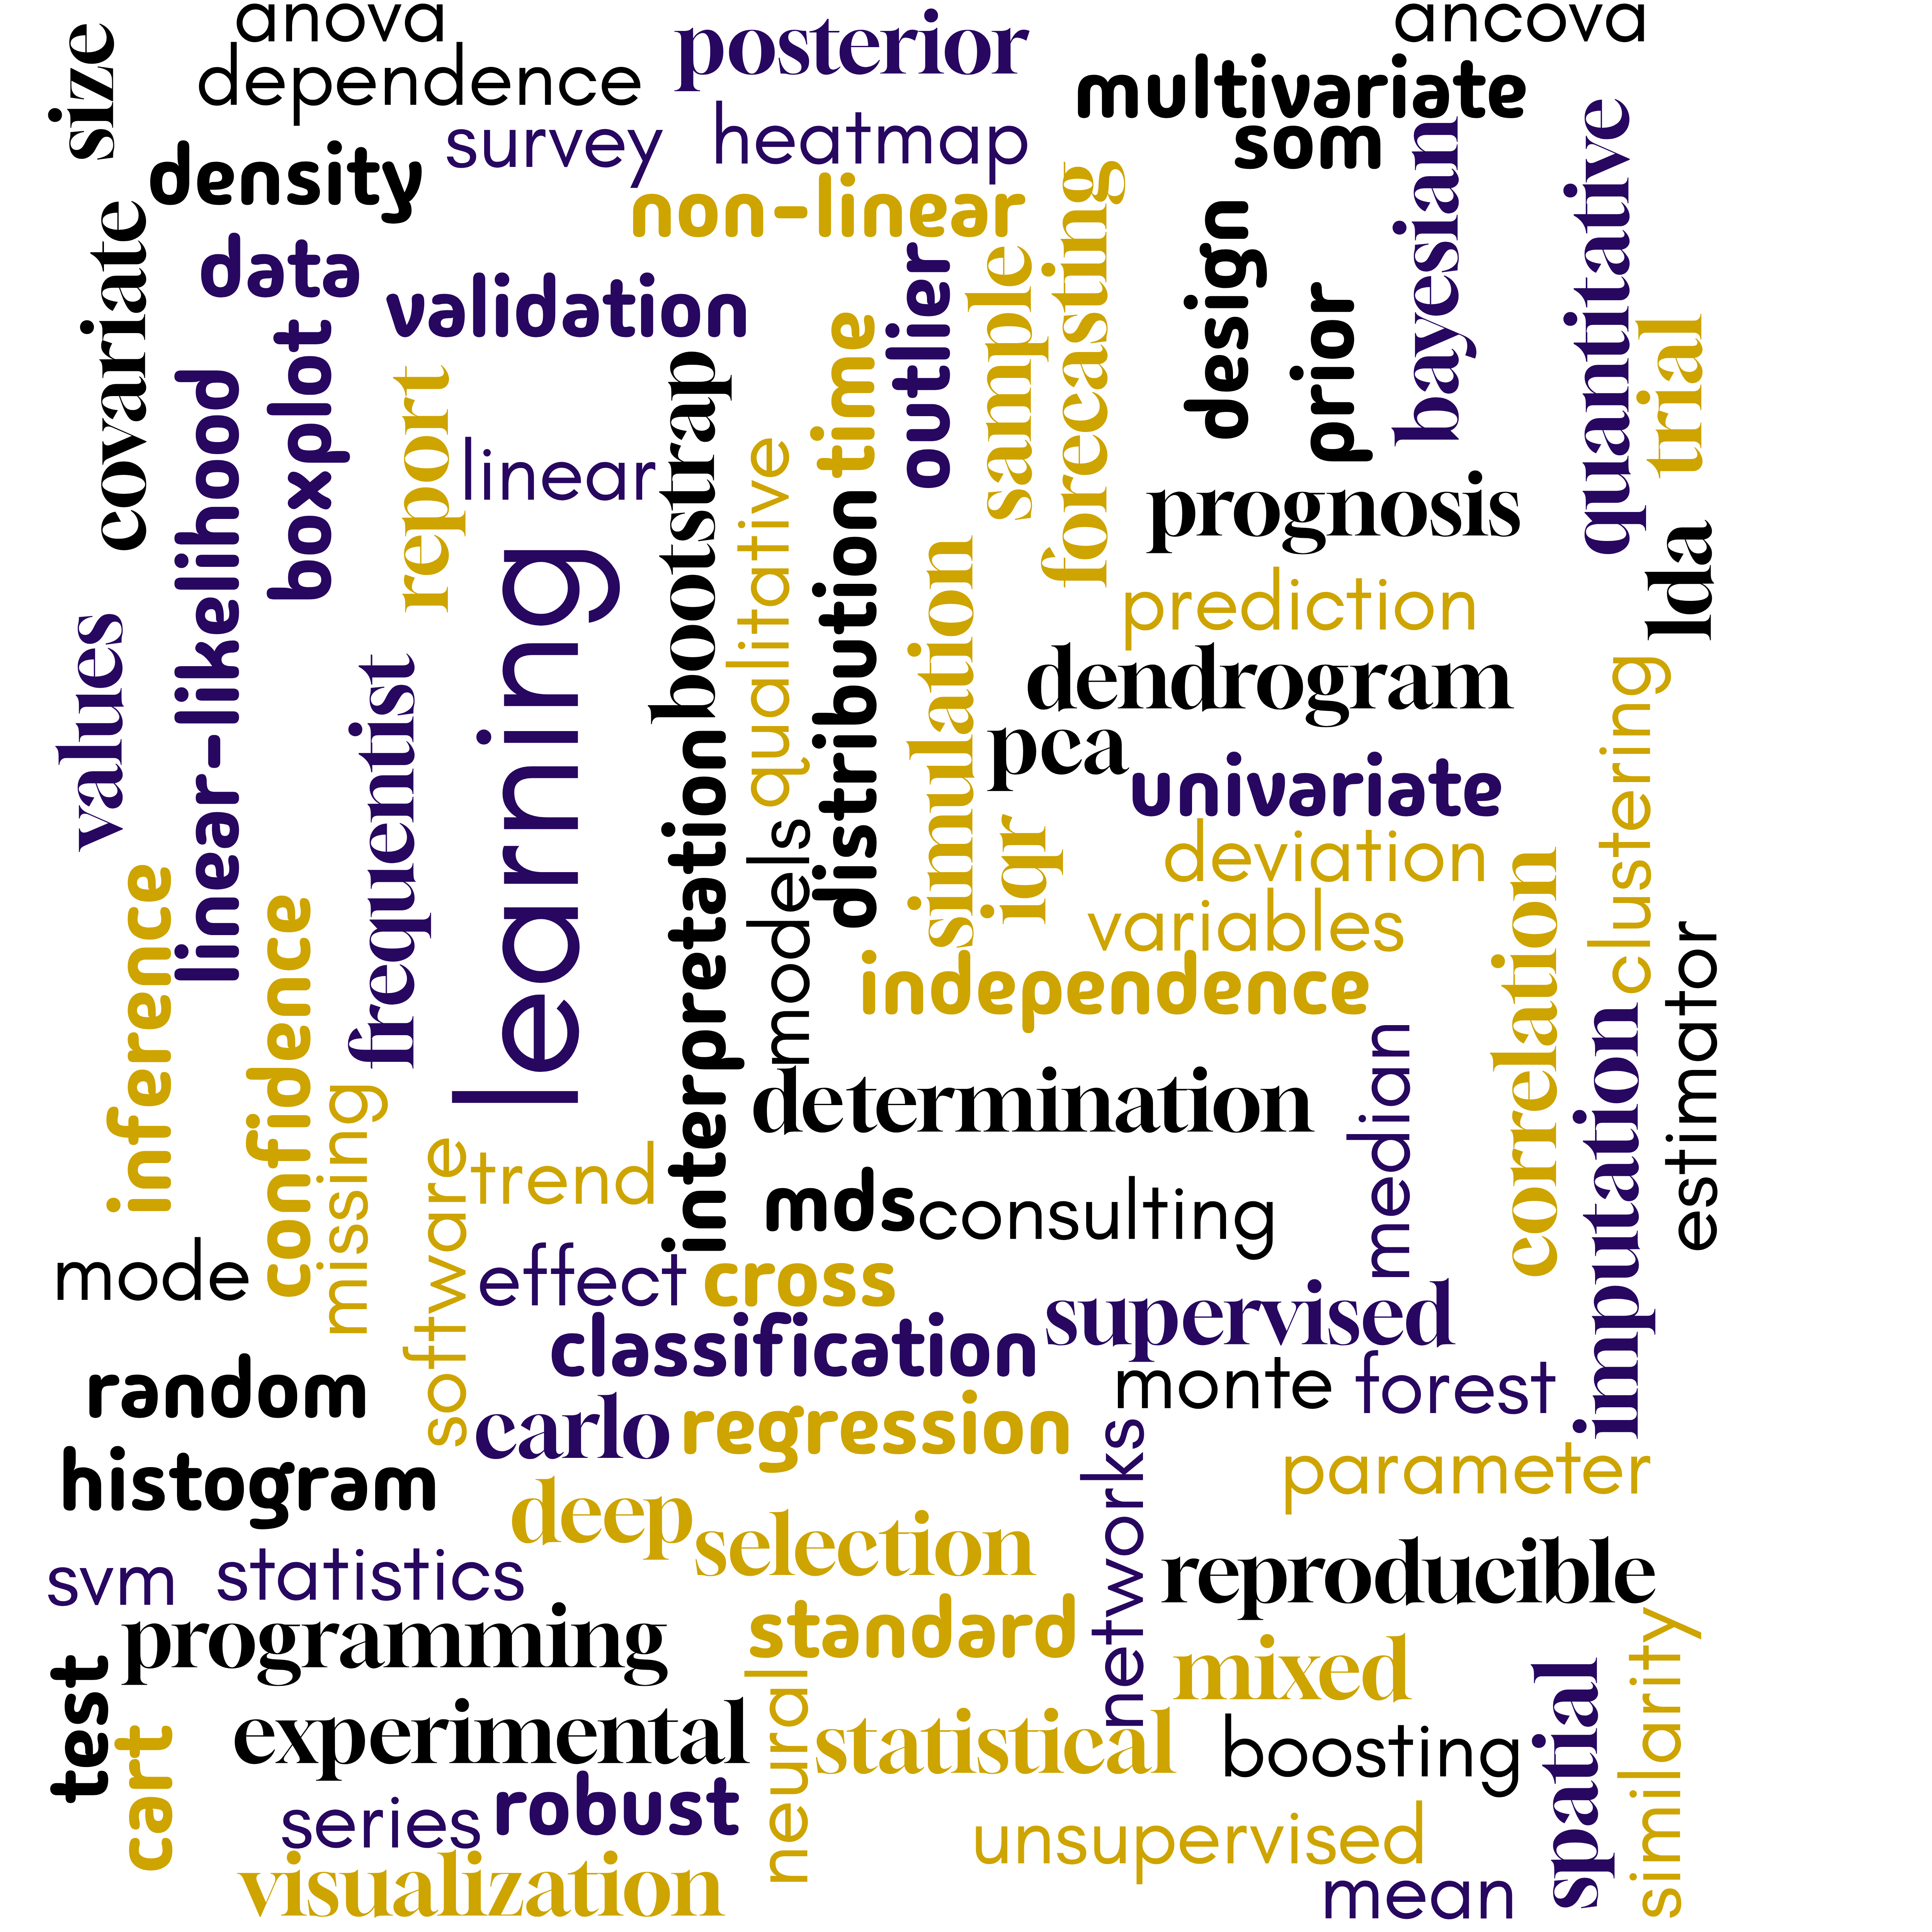 anova
ancova
size
dependence
posterior
multivariate
survey
heatmap
som
density
non-linear
bayesian
quantitative
covariate
data
validation
outlier
sample
forecasting
design
prior
trial
boxplot
report
linear
bootstrap
time
linear-likelihood
qualitative
distribution
prognosis
lda
learning
simulation
prediction
values
frequentist
dendrogram
clustering
pca
interpretation
univariate
models
iqr
deviation
inference
confidence
variables
correlation
independence
estimator
imputation
median
missing
determination
software
trend
mds
consulting
mode
effect
cross
supervised
classification
random
monte
forest
carlo
regression
networks
histogram
parameter
deep
selection
svm
statistics
reproducible
programming
standard
similarity
test
mixed
neural
spatial
cart
experimental
statistical
boosting
series
robust
unsupervised
visualization
mean